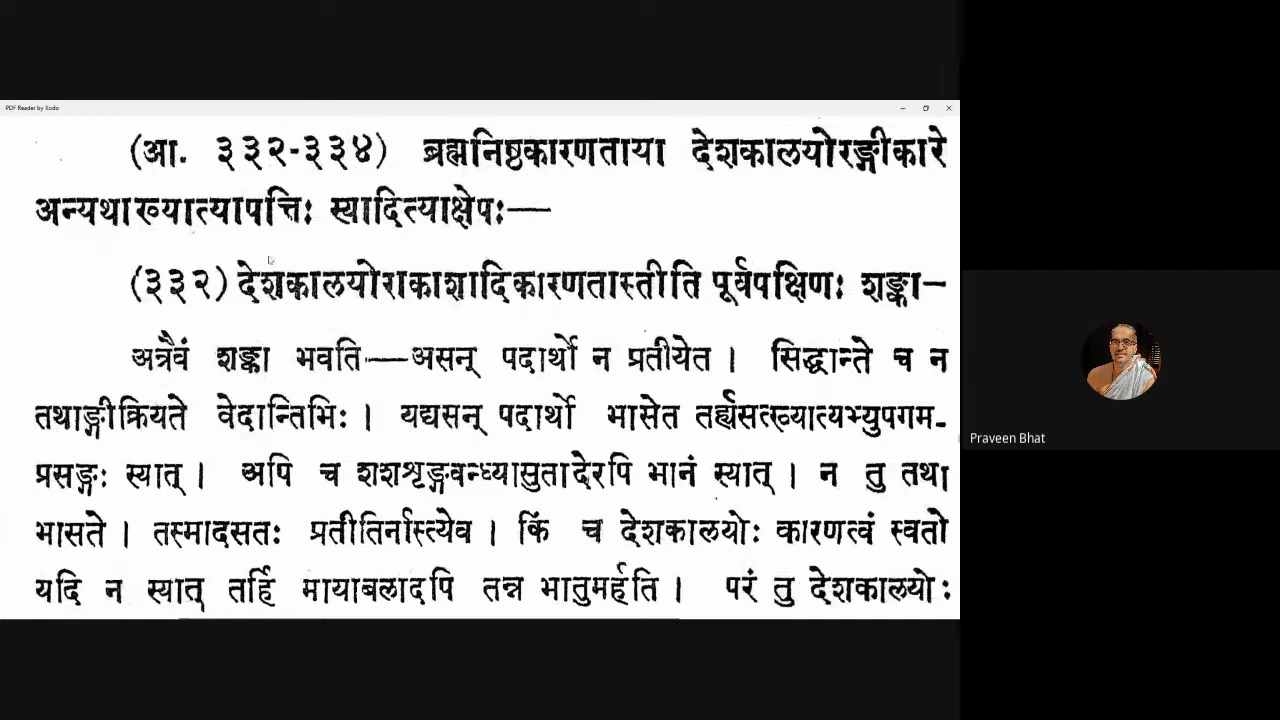 PDF Reader by Xodo
(आ. ३३२-३३४) ब्रह्मनिष्ठकारणताया देशकालयोरङ्गीकारे
अन्यथाख्यात्यापत्तिः स्यादित्याक्षेपः—
(३३२) देशकालयोराकाशादिकारणतास्तीति पूर्वपक्षिणः शङ्का—
अत्रैवं शङ्का भवति—असन् पदार्थो न प्रतीयेत । सिद्धान्ते च न
तथाङ्गीक्रियते वेदान्तिभिः । यद्यसन् पदार्थो भासेत तर्ह्यसत्ख्यात्यभ्युपगम-
प्रसङ्गः स्यात् । अपि च शशशृङ्गवन्ध्यासुतादेरपि भानं स्यात् । न तु तथा
भासते । तस्मादसतः प्रतीतिर्नास्त्येव । किं च देशकालयोः कारणत्वं स्वतो
यदि न स्यात् तर्हि मायाबलादपि तन्न भातुमर्हति । परं तु देशकालयोः
Praveen Bhat